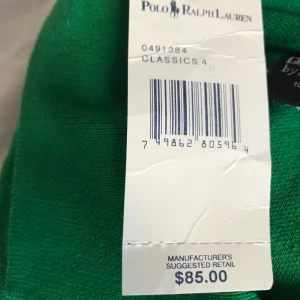 POLO RALPH LAUREN
0491384
CLASSICS 4
7 49862 80596 4
MANUFACTURER'S
SUGGESTED RETAIL
$85.00